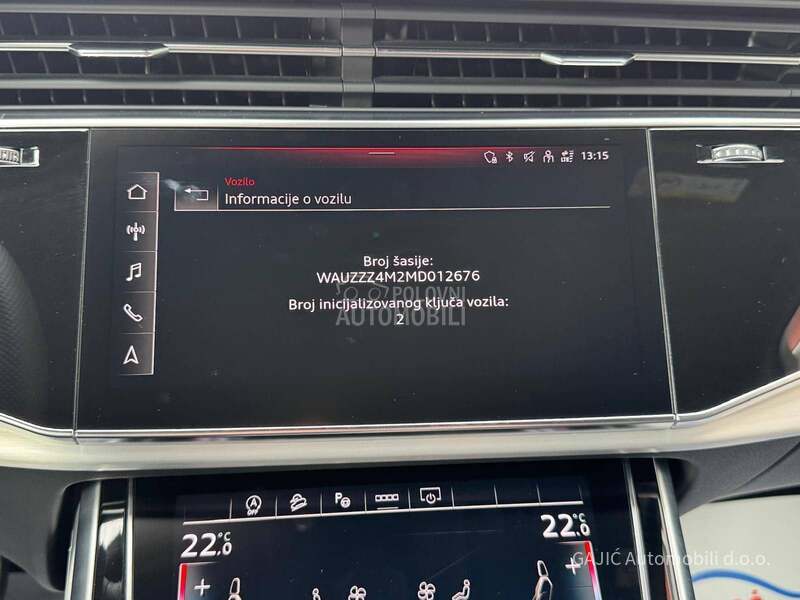 13:15
Vozilo
Informacije o vozilu
Broj šasije:
WAUZZZ4M2MD012676
Broj inicijalizovanog ključa vozila:
2
POLOVNI
AUTOMOBILI
A OFF
P
22.0 °C
22.0 °C
GAJIĆ Automobili d.o.o.